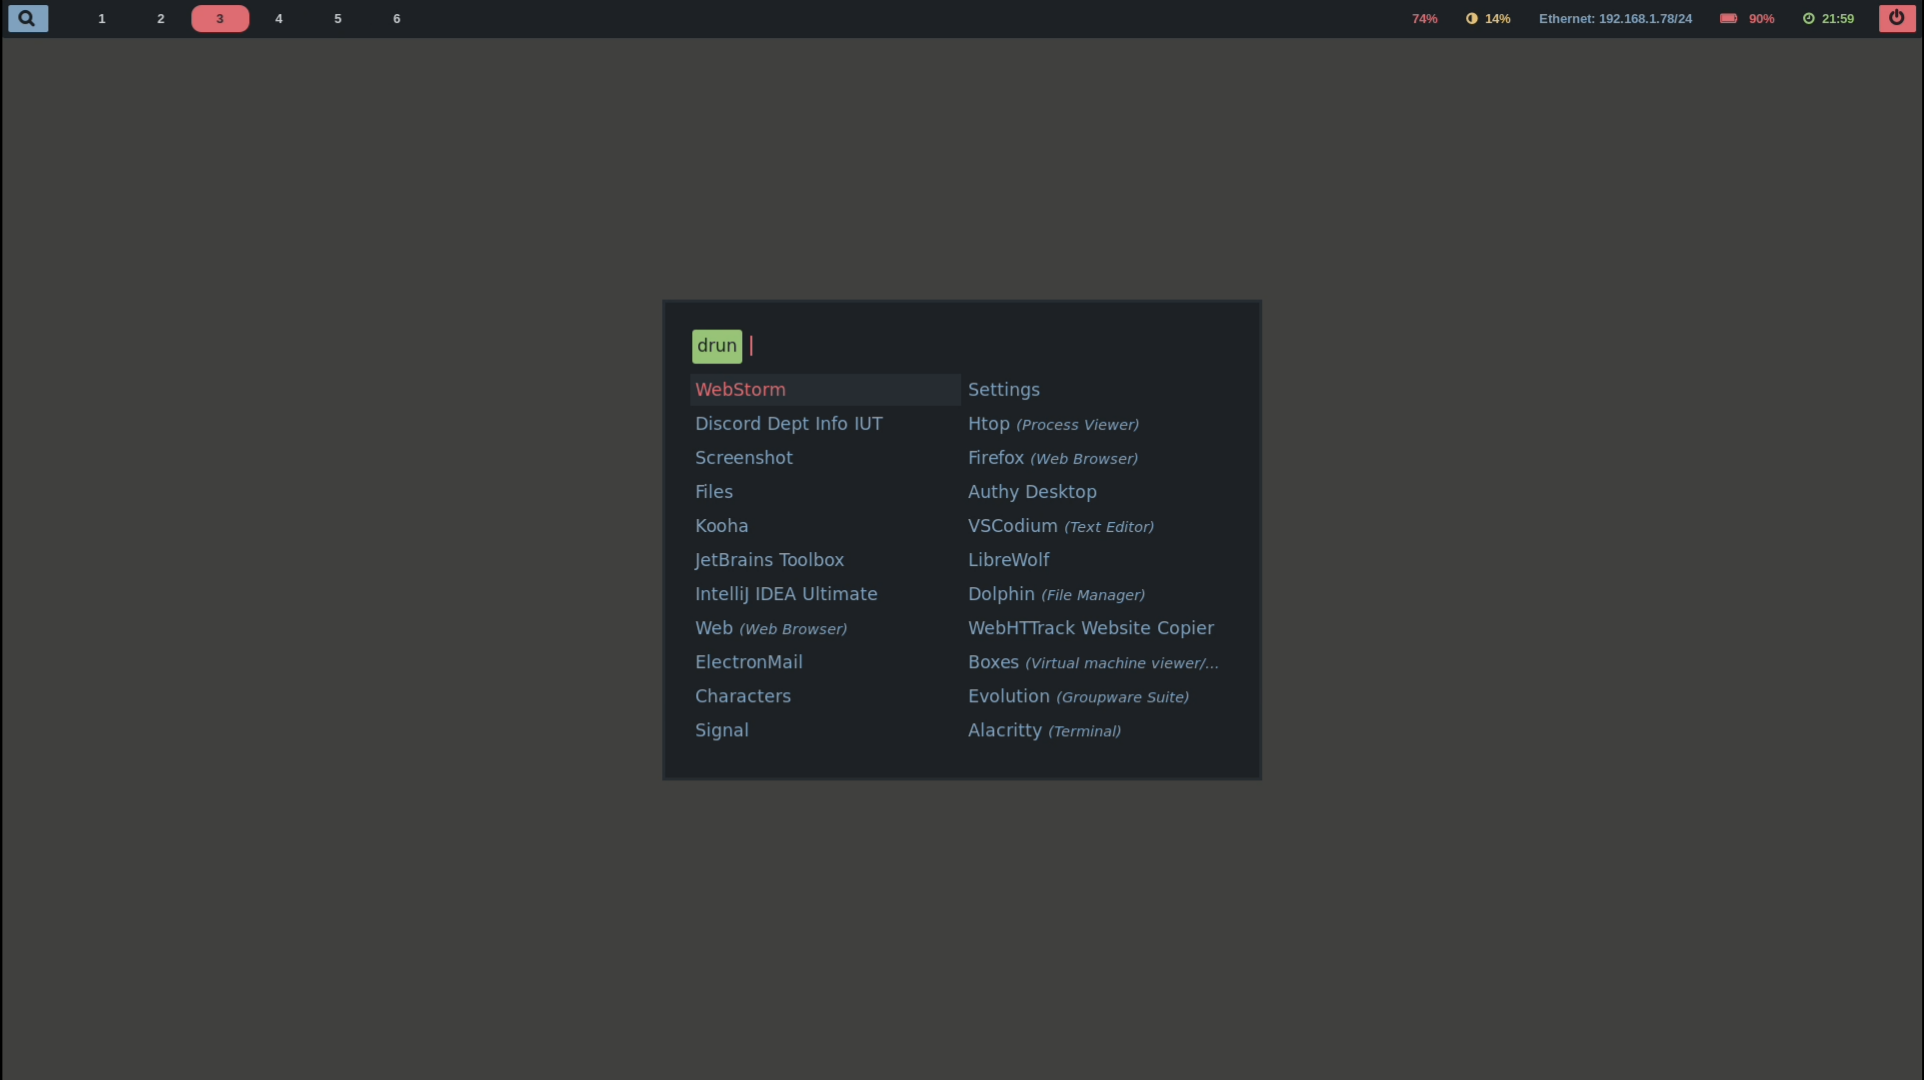 1 2 3 4 5 6 74% 14% Ethernet: 192.168.1.78/24 90% 21:59
drun
WebStorm
Discord Dept Info IUT
Screenshot
Files
Kooha
JetBrains Toolbox
IntelliJ IDEA Ultimate
Web (Web Browser)
ElectronMail
Characters
Signal
Settings
Htop (Process Viewer)
Firefox (Web Browser)
Authy Desktop
VSCodium (Text Editor)
LibreWolf
Dolphin (File Manager)
WebHTTrack Website Copier
Boxes (Virtual machine viewer/...
Evolution (Groupware Suite)
Alacritty (Terminal)